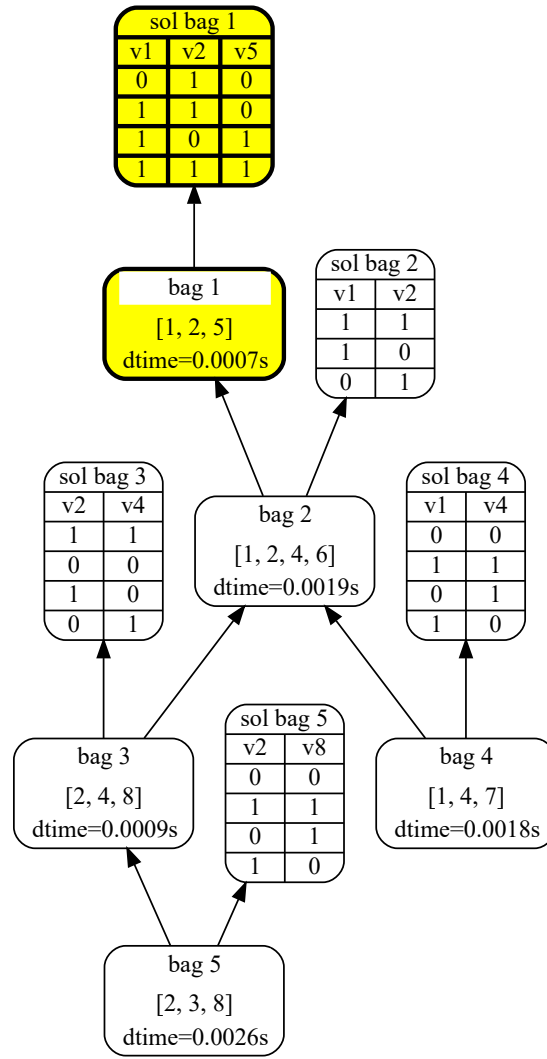 sol bag 1
v1 v2 v5
0 1 0
1 1 0
1 0 1
1 1 1
bag 1
[1, 2, 5]
dtime=0.0007s
sol bag 2
v1 v2
1 1
1 0
0 1
sol bag 3
v2 v4
1 1
0 0
1 0
0 1
bag 2
[1, 2, 4, 6]
dtime=0.0019s
sol bag 4
v1 v4
0 0
1 1
0 1
1 0
bag 3
[2, 4, 8]
dtime=0.0009s
sol bag 5
v2 v8
0 0
1 1
0 1
1 0
bag 4
[1, 4, 7]
dtime=0.0018s
bag 5
[2, 3, 8]
dtime=0.0026s